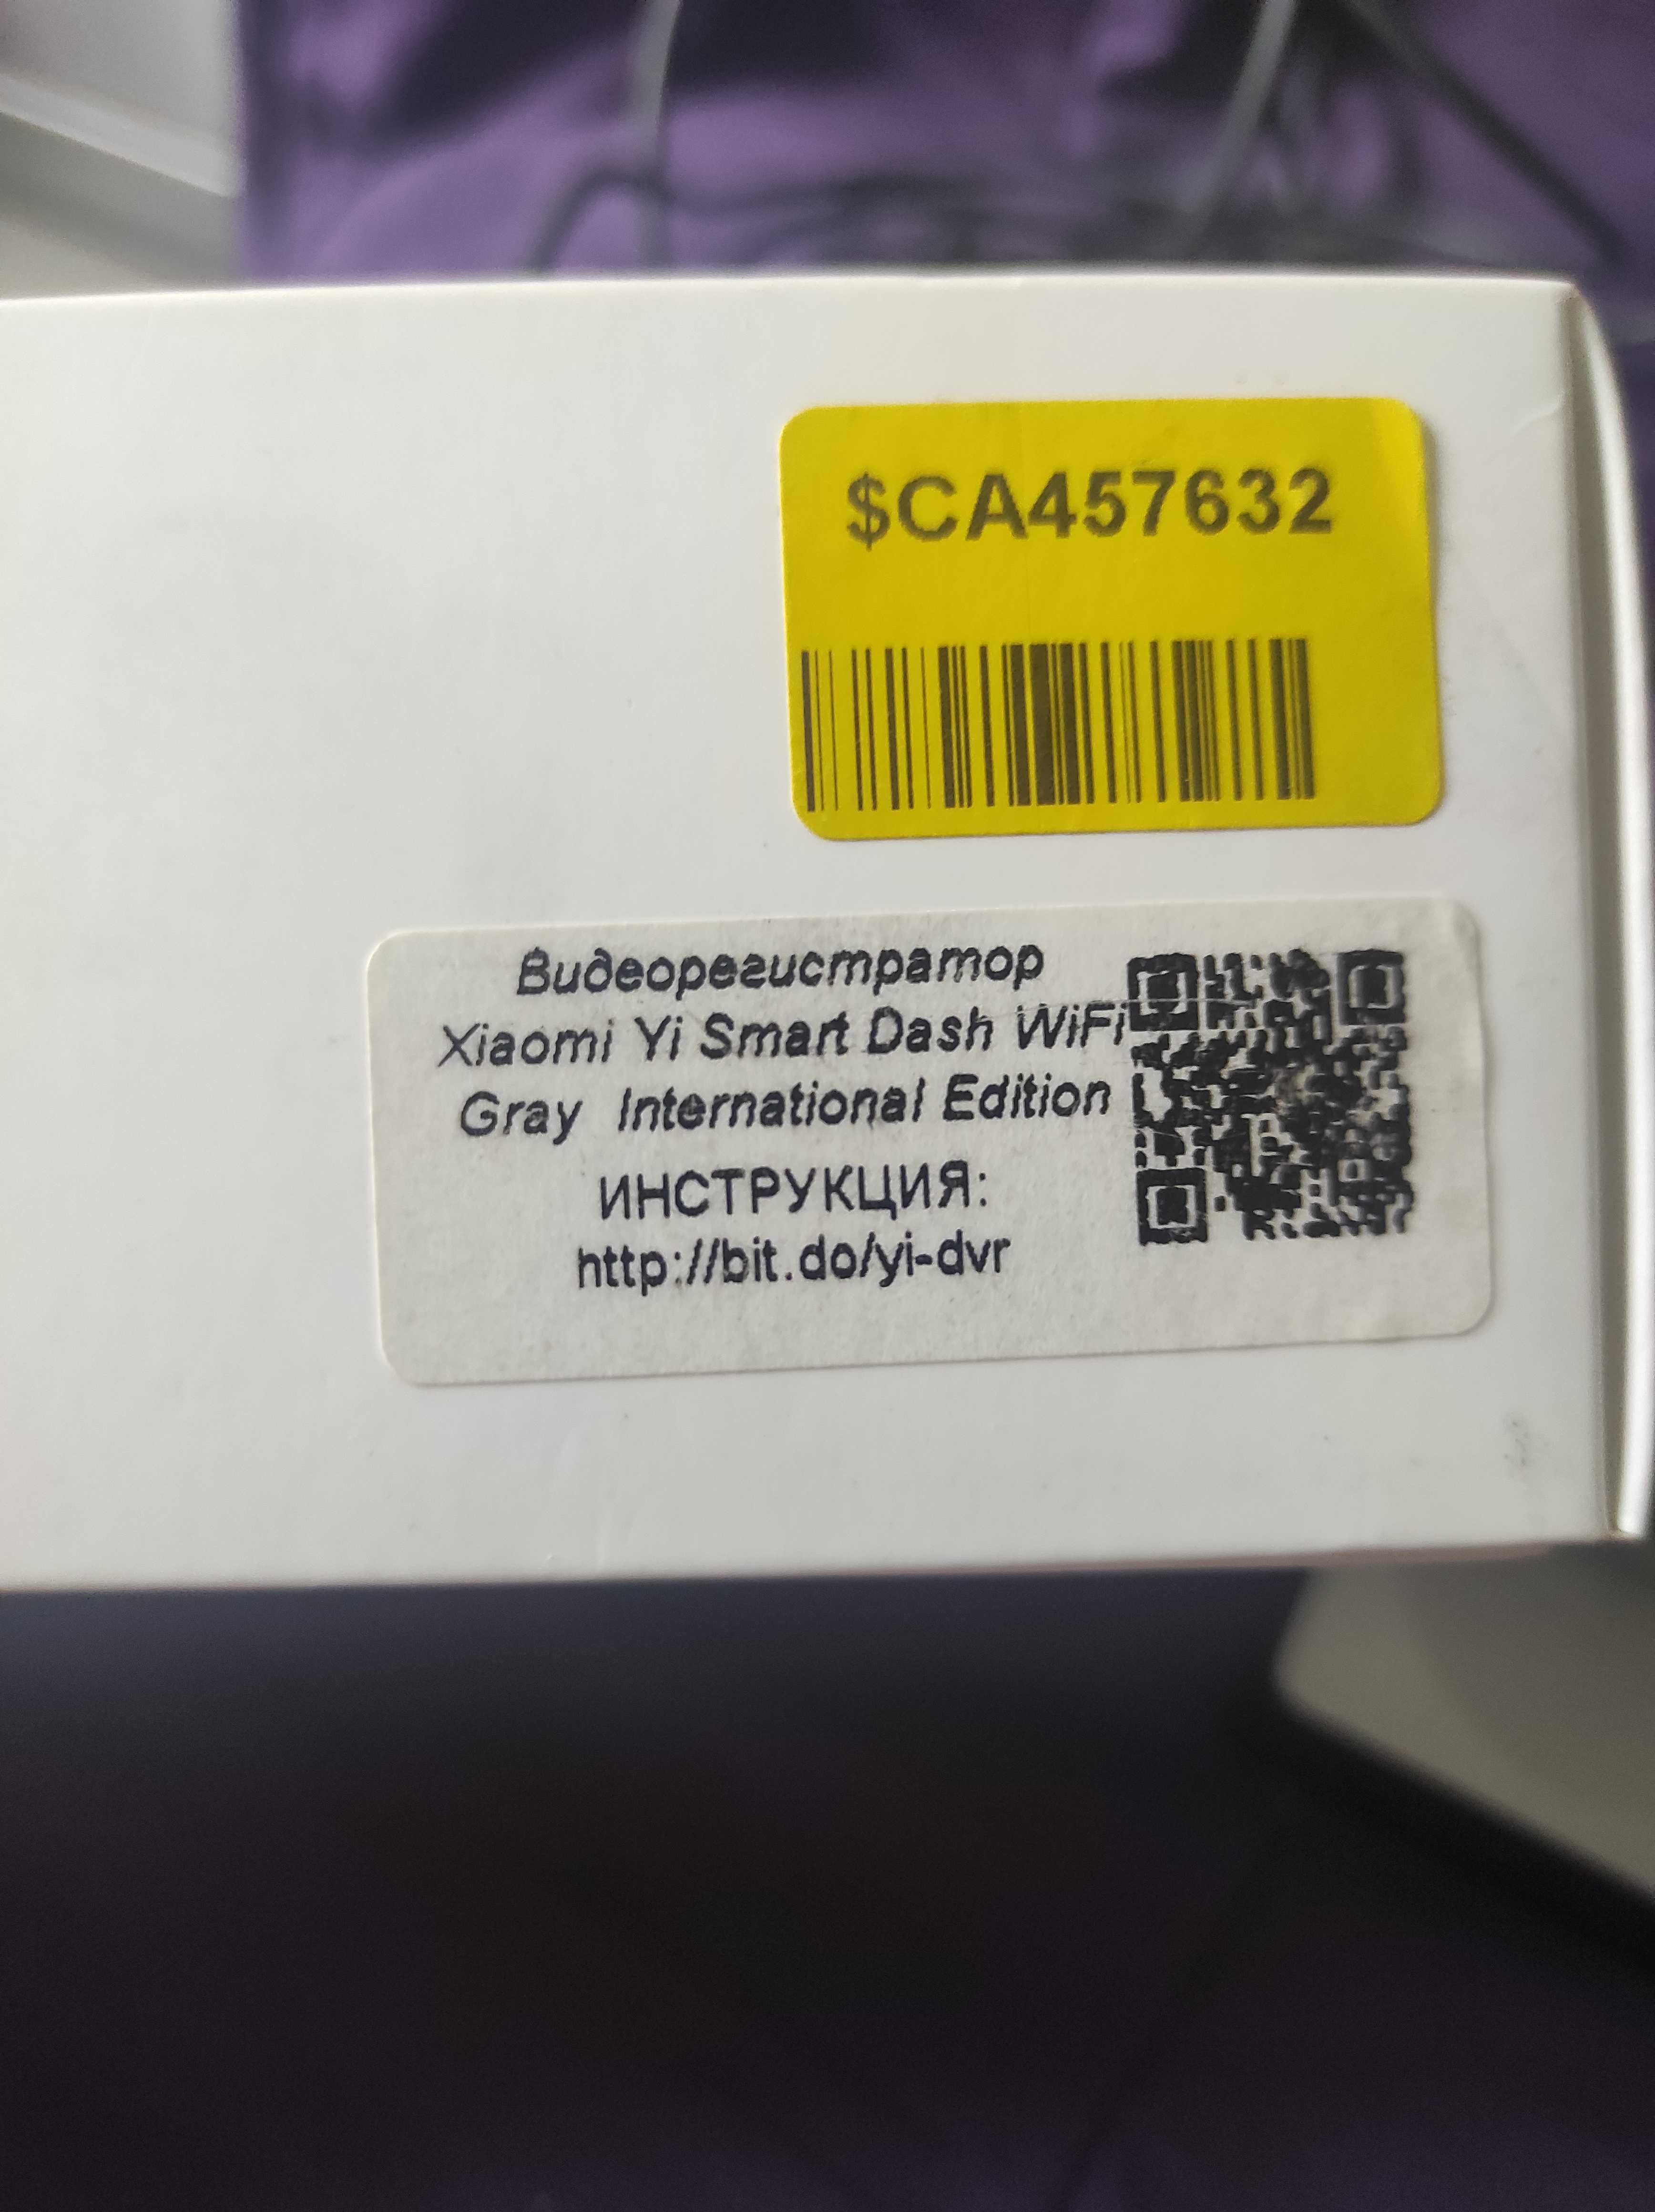 $CA457632
Видеорегистратор
Xiaomi Yi Smart Dash WiFi
Gray International Edition
ИНСТРУКЦИЯ:
http://bit.do/yi-dvr